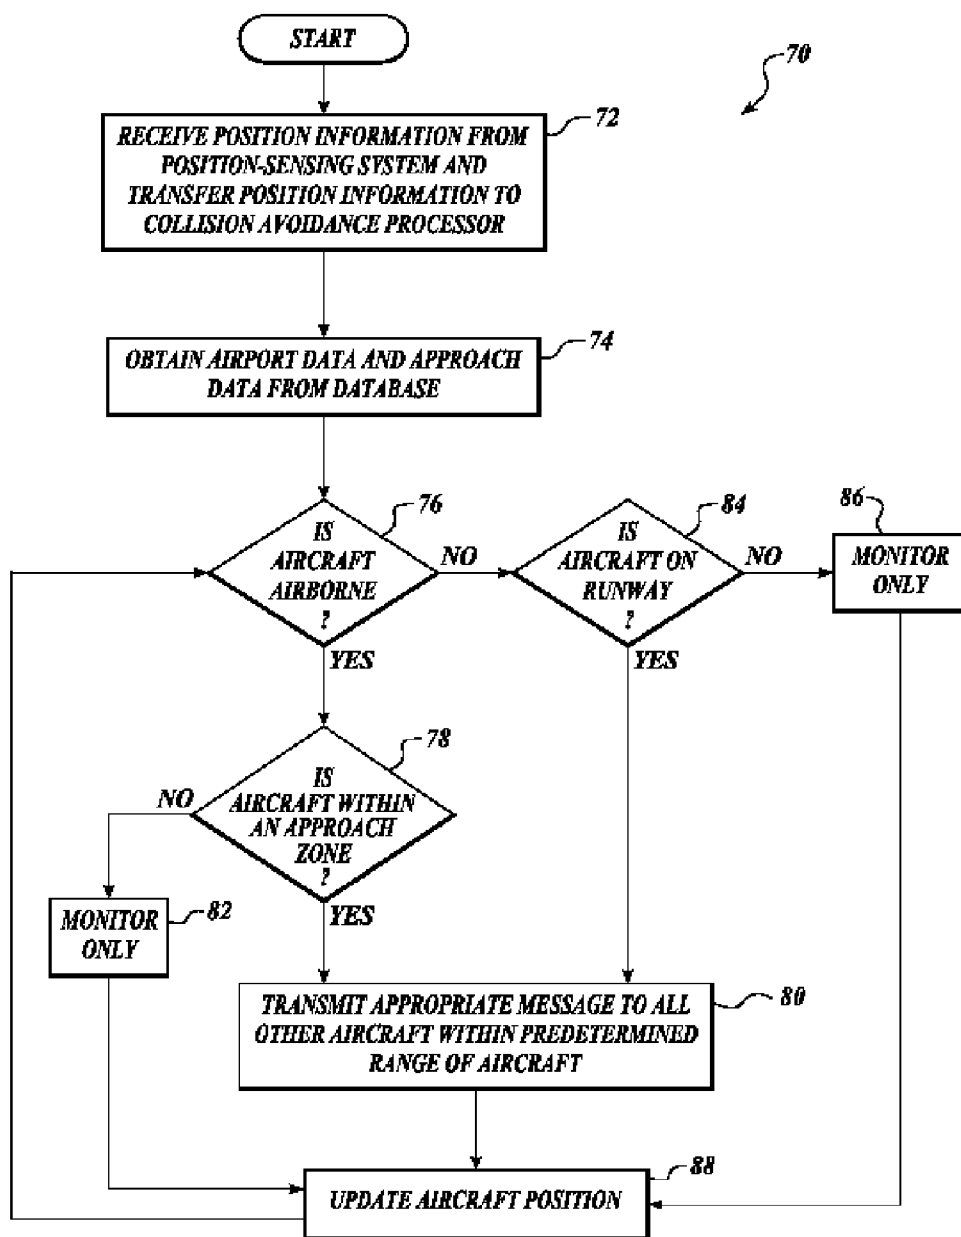 START
70
72
RECEIVE POSITION INFORMATION FROM
POSITION-SENSING SYSTEM AND
TRANSFER POSITION INFORMATION TO
COLLISION AVOIDANCE PROCESSOR
74
OBTAIN AIRPORT DATA AND APPROACH
DATA FROM DATABASE
76
IS
AIRCRAFT
AIRBORNE
?
NO
YES
84
IS
AIRCRAFT ON
RUNWAY
?
NO
YES
86
MONITOR
ONLY
78
IS
AIRCRAFT WITHIN
AN APPROACH
ZONE
?
NO
YES
82
MONITOR
ONLY
80
TRANSMIT APPROPRIATE MESSAGE TO ALL
OTHER AIRCRAFT WITHIN PREDETERMINED
RANGE OF AIRCRAFT
88
UPDATE AIRCRAFT POSITION